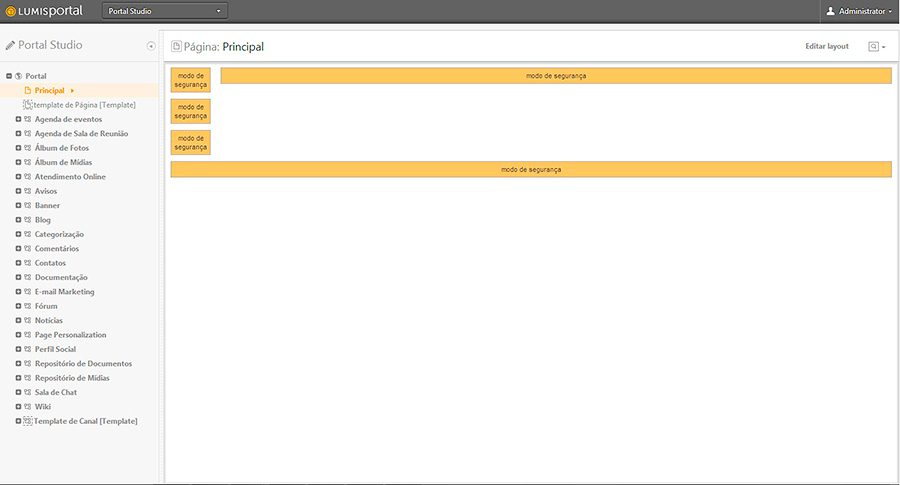 LUMISPORTAL
Portal Studio
Administrator
Portal Studio
Página: Principal
Editar layout
Portal
Principal
template de Página [Template]
Agenda de eventos
Agenda de Sala de Reunião
Álbum de Fotos
Álbum de Mídias
Atendimento Online
Avisos
Banner
Blog
Categorização
Comentários
Contatos
Documentação
E-mail Marketing
Fórum
Notícias
Page Personalization
Perfil Social
Repositório de Documentos
Repositório de Mídias
Sala de Chat
Wiki
Template de Canal [Template]
modo de
segurança
modo de segurança
modo de
segurança
modo de
segurança
modo de segurança